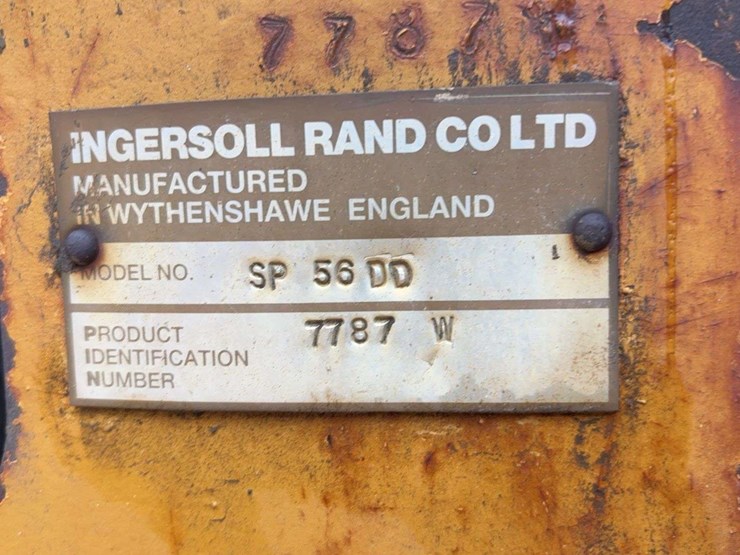 7787
INGERSOLL RAND CO LTD
MANUFACTURED
IN WYTHENSHAWE ENGLAND
MODEL NO. SP 56 DD
PRODUCT 7787 W
IDENTIFICATION
NUMBER